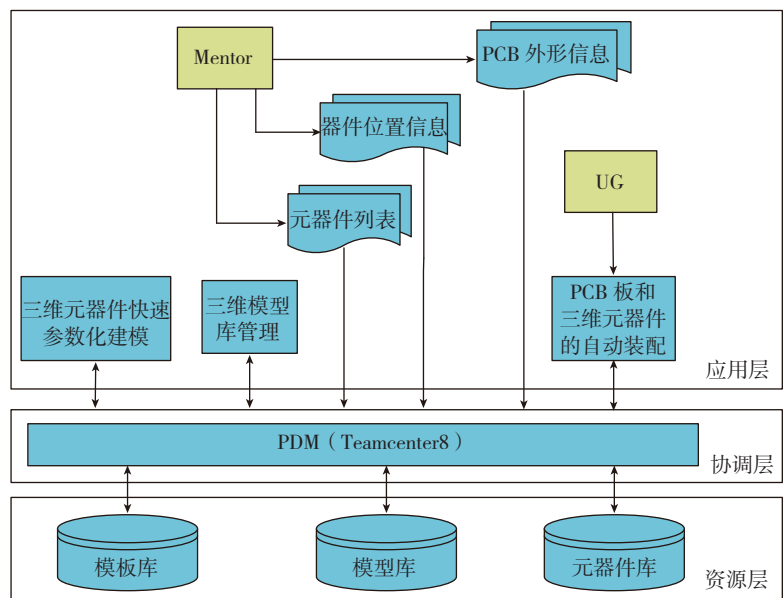 Mentor
PCB 外形信息
器件位置信息
UG
元器件列表
三维元器件快速
参数化建模
三维模型
库管理
PCB 板和
三维元器件
的自动装配
应用层
PDM（Teamcenter8）
协调层
模板库
模型库
元器件库
资源层